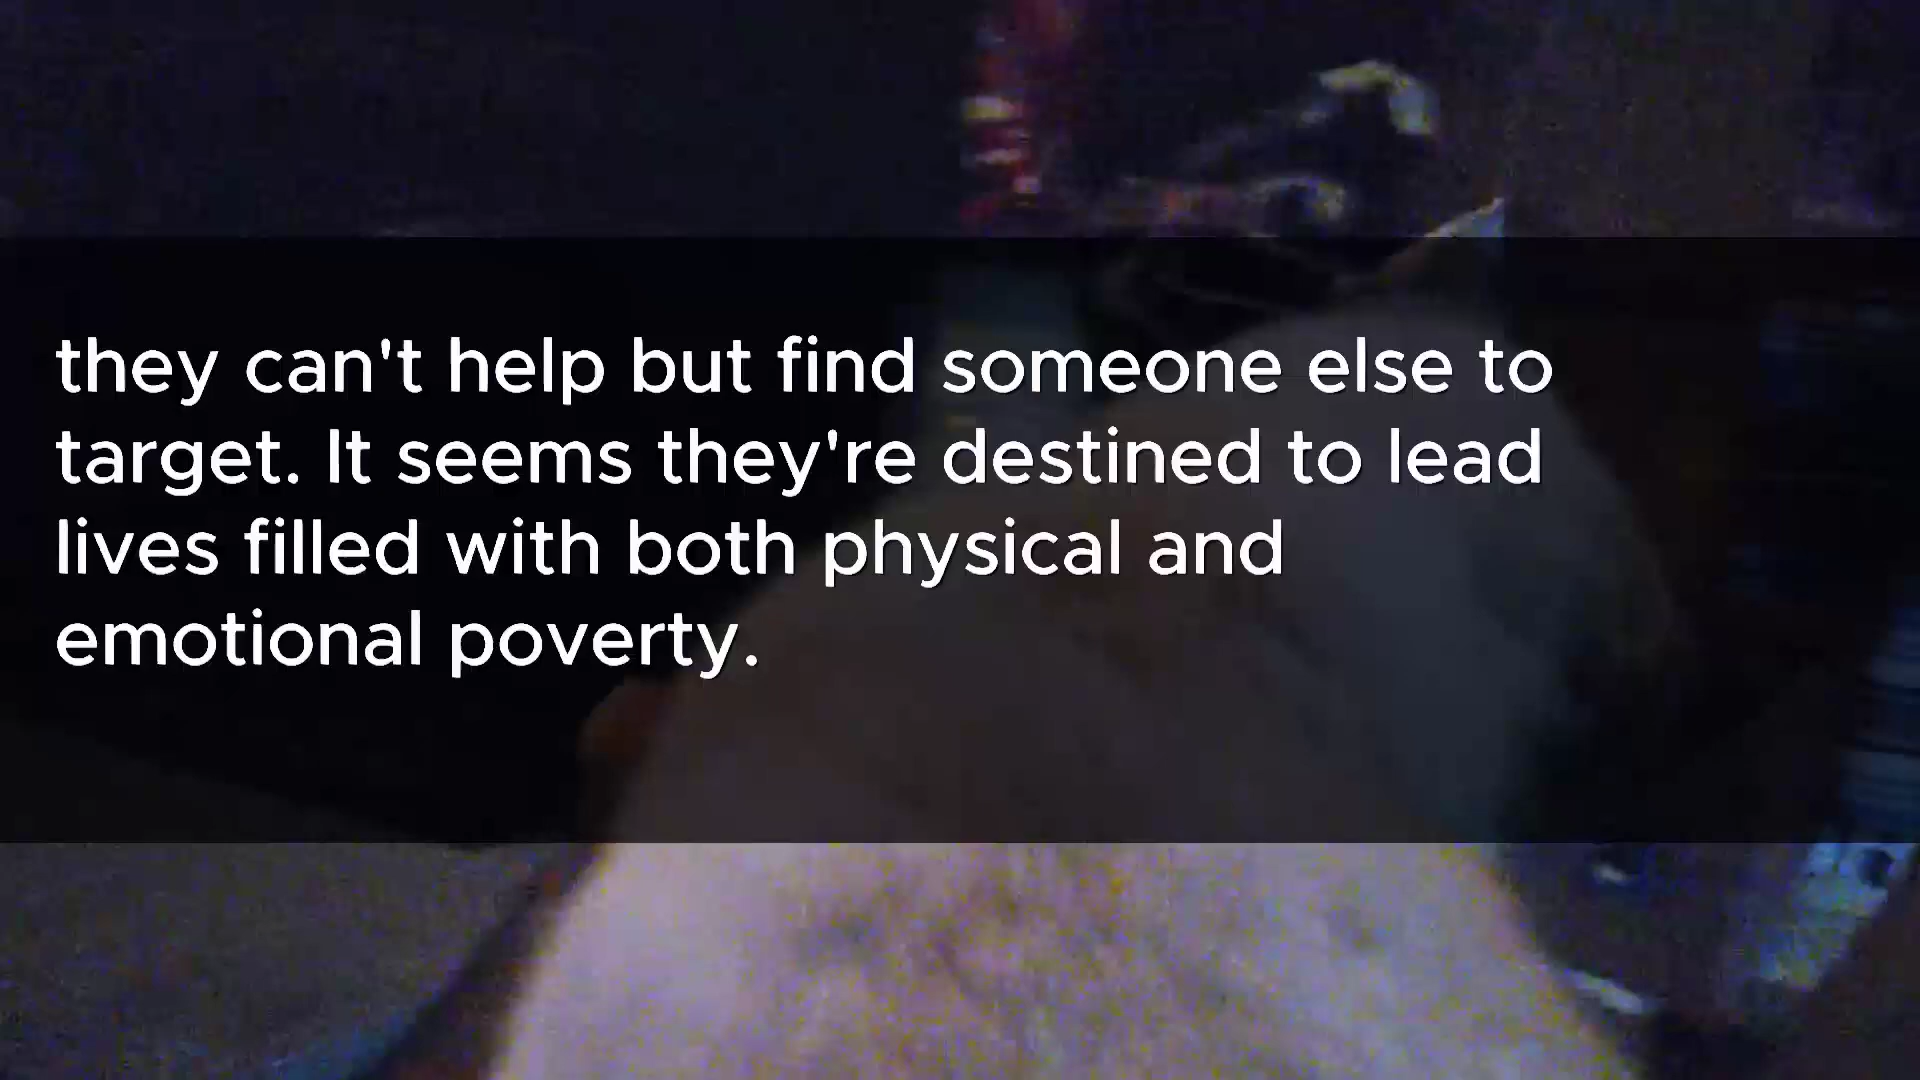 they can't help but find someone else to
target. It seems they're destined to lead
lives filled with both physical and
emotional poverty.